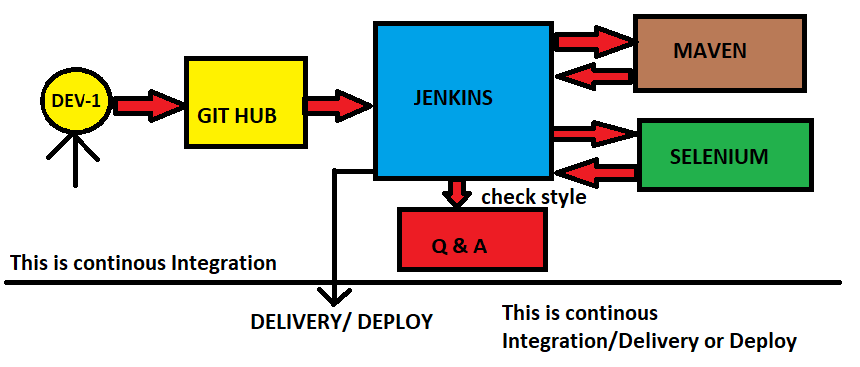 DEV-1
GIT HUB
JENKINS
MAVEN
SELENIUM
check style
Q & A
This is continous Integration
DELIVERY/ DEPLOY
This is continous
Integration/Delivery or Deploy